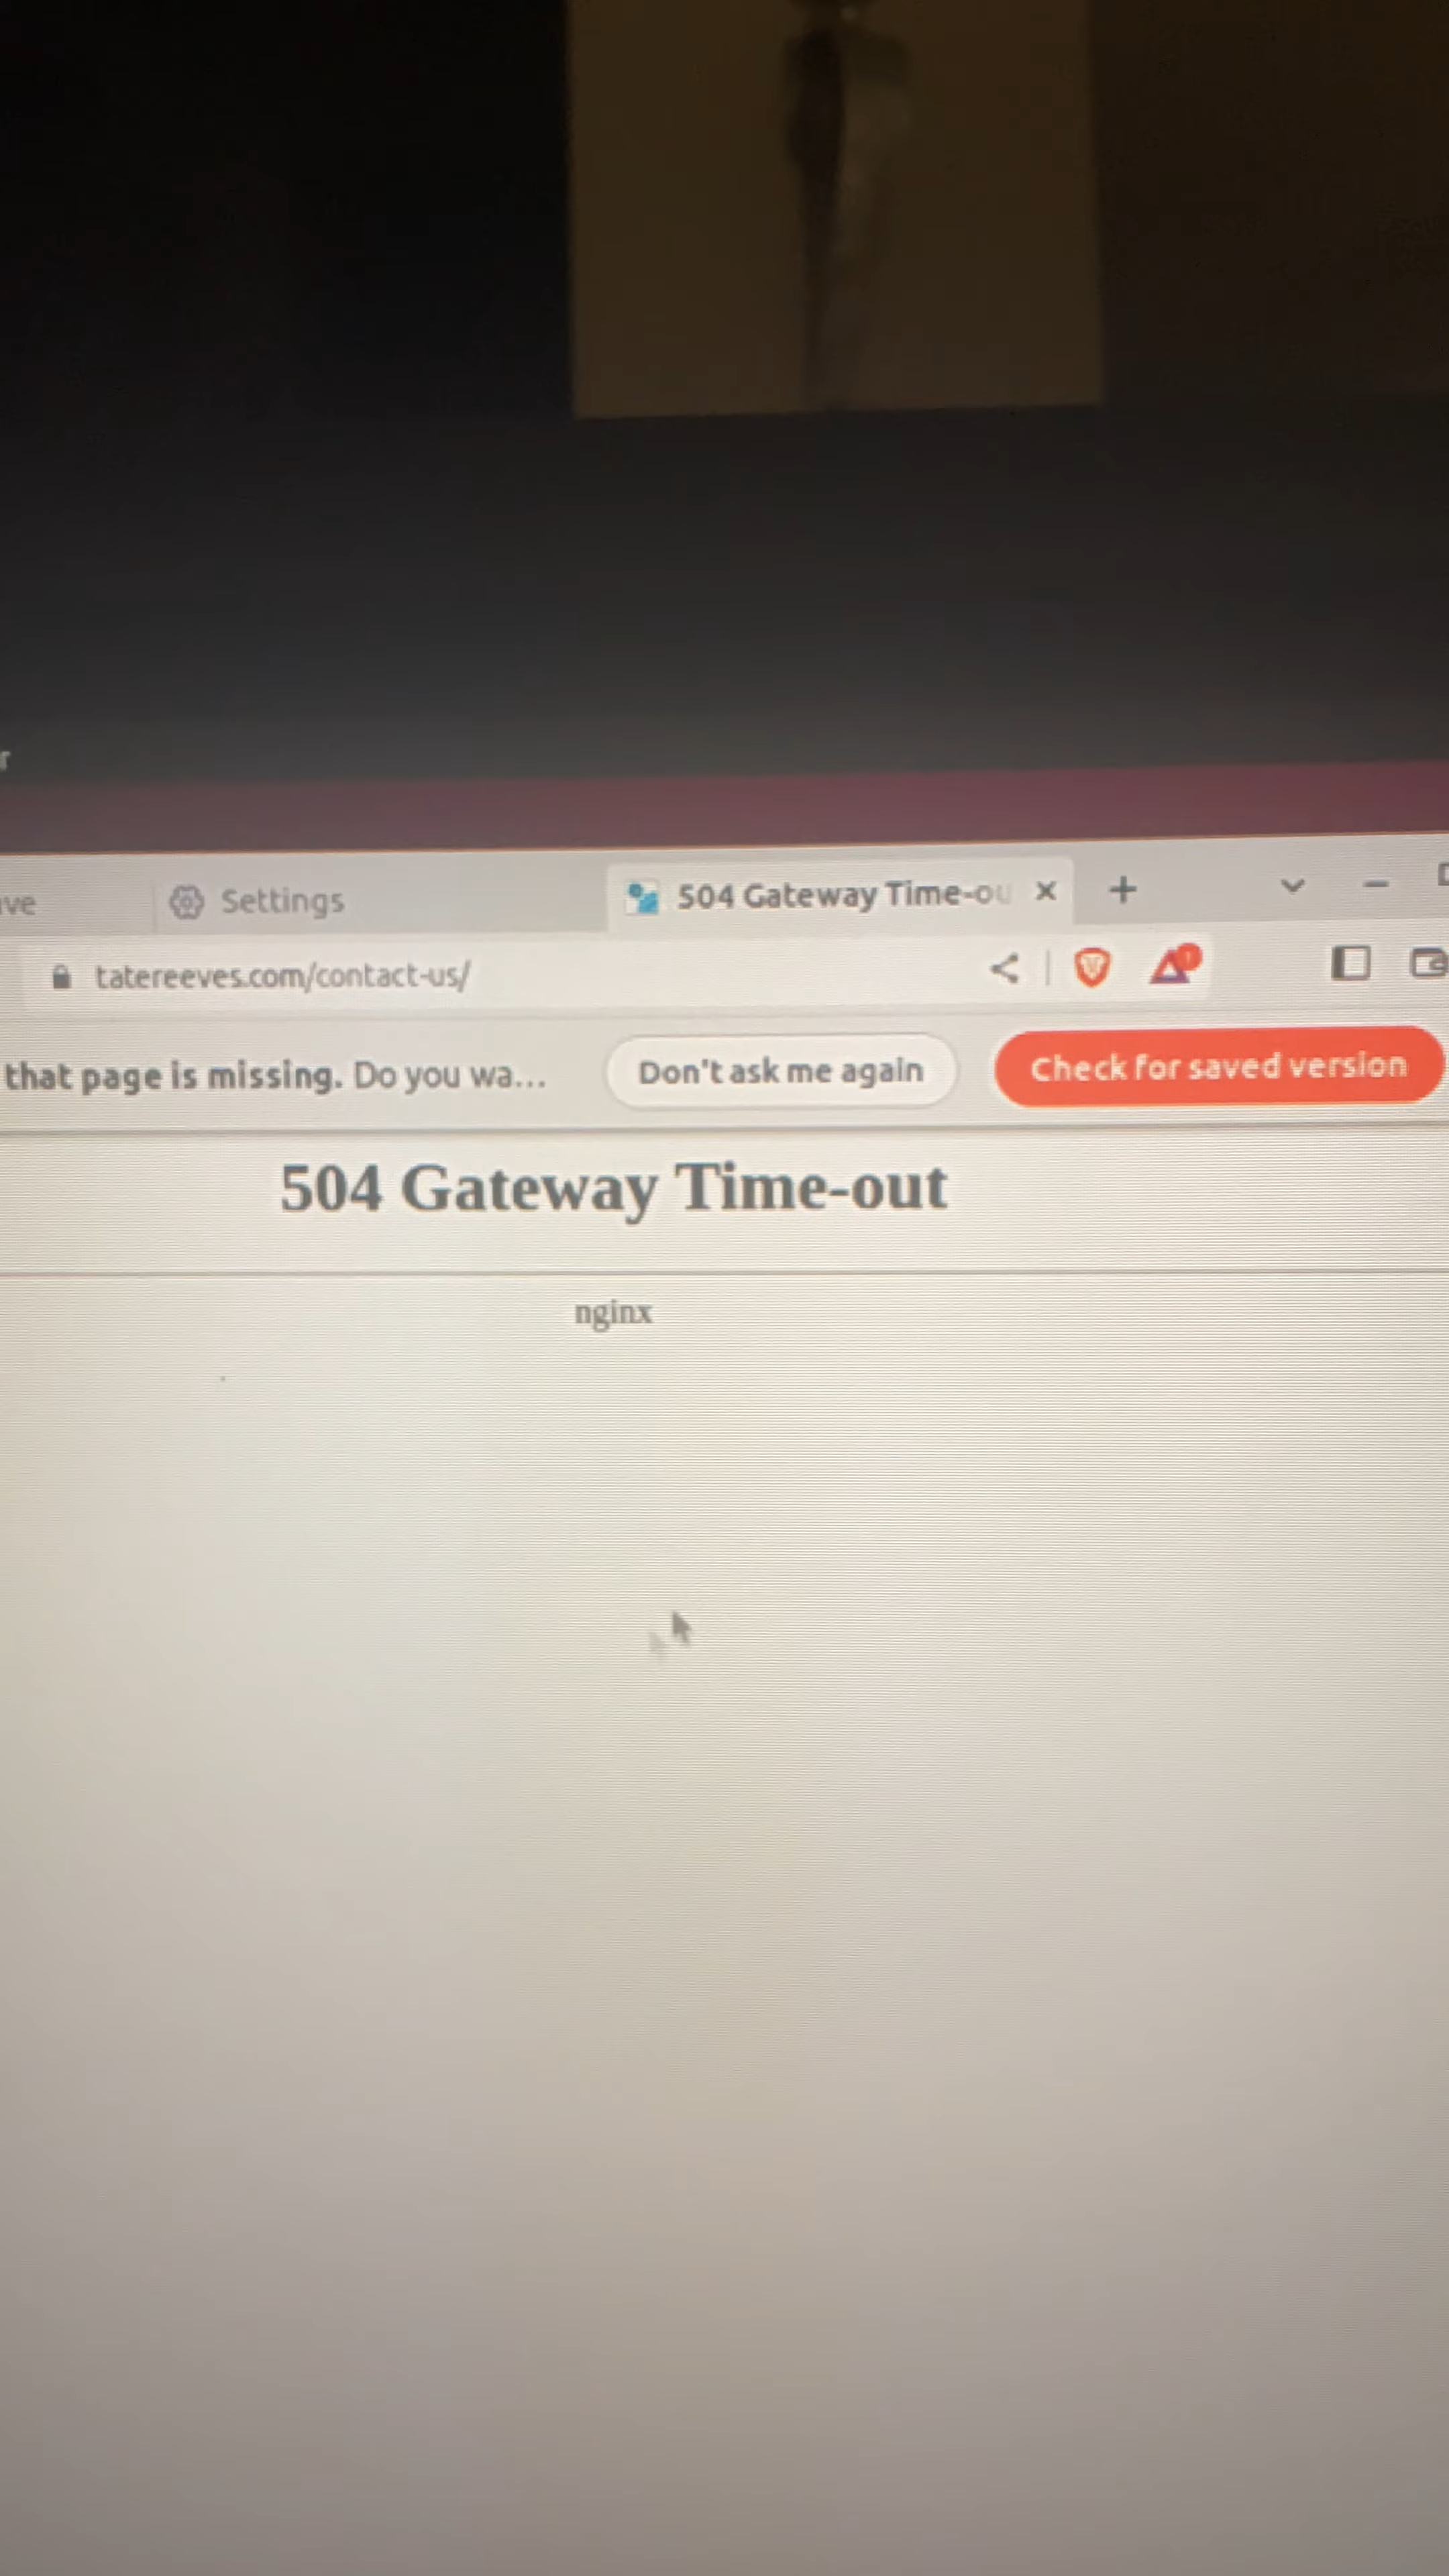 r
ve
Settings
504 Gateway Time-ou
tatereeves.com/contact-us/
that page is missing. Do you wa...
Don't ask me again
Check for saved version
504 Gateway Time-out
nginx